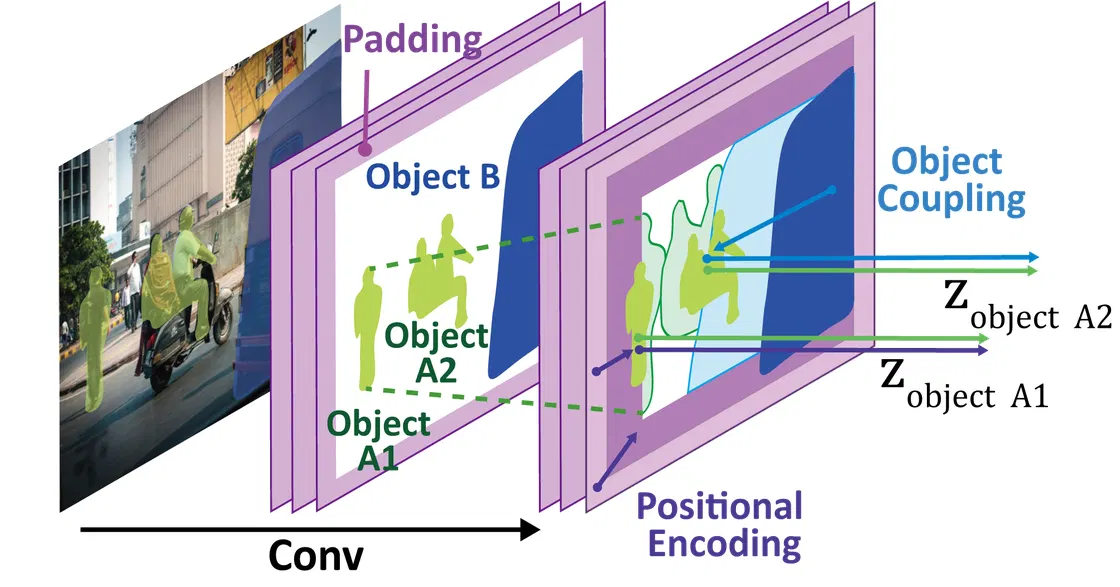 Padding
Object B
Object
A2
Object
A1
Object
Coupling
Z object A2
Z object A1
Positional
Encoding
Conv